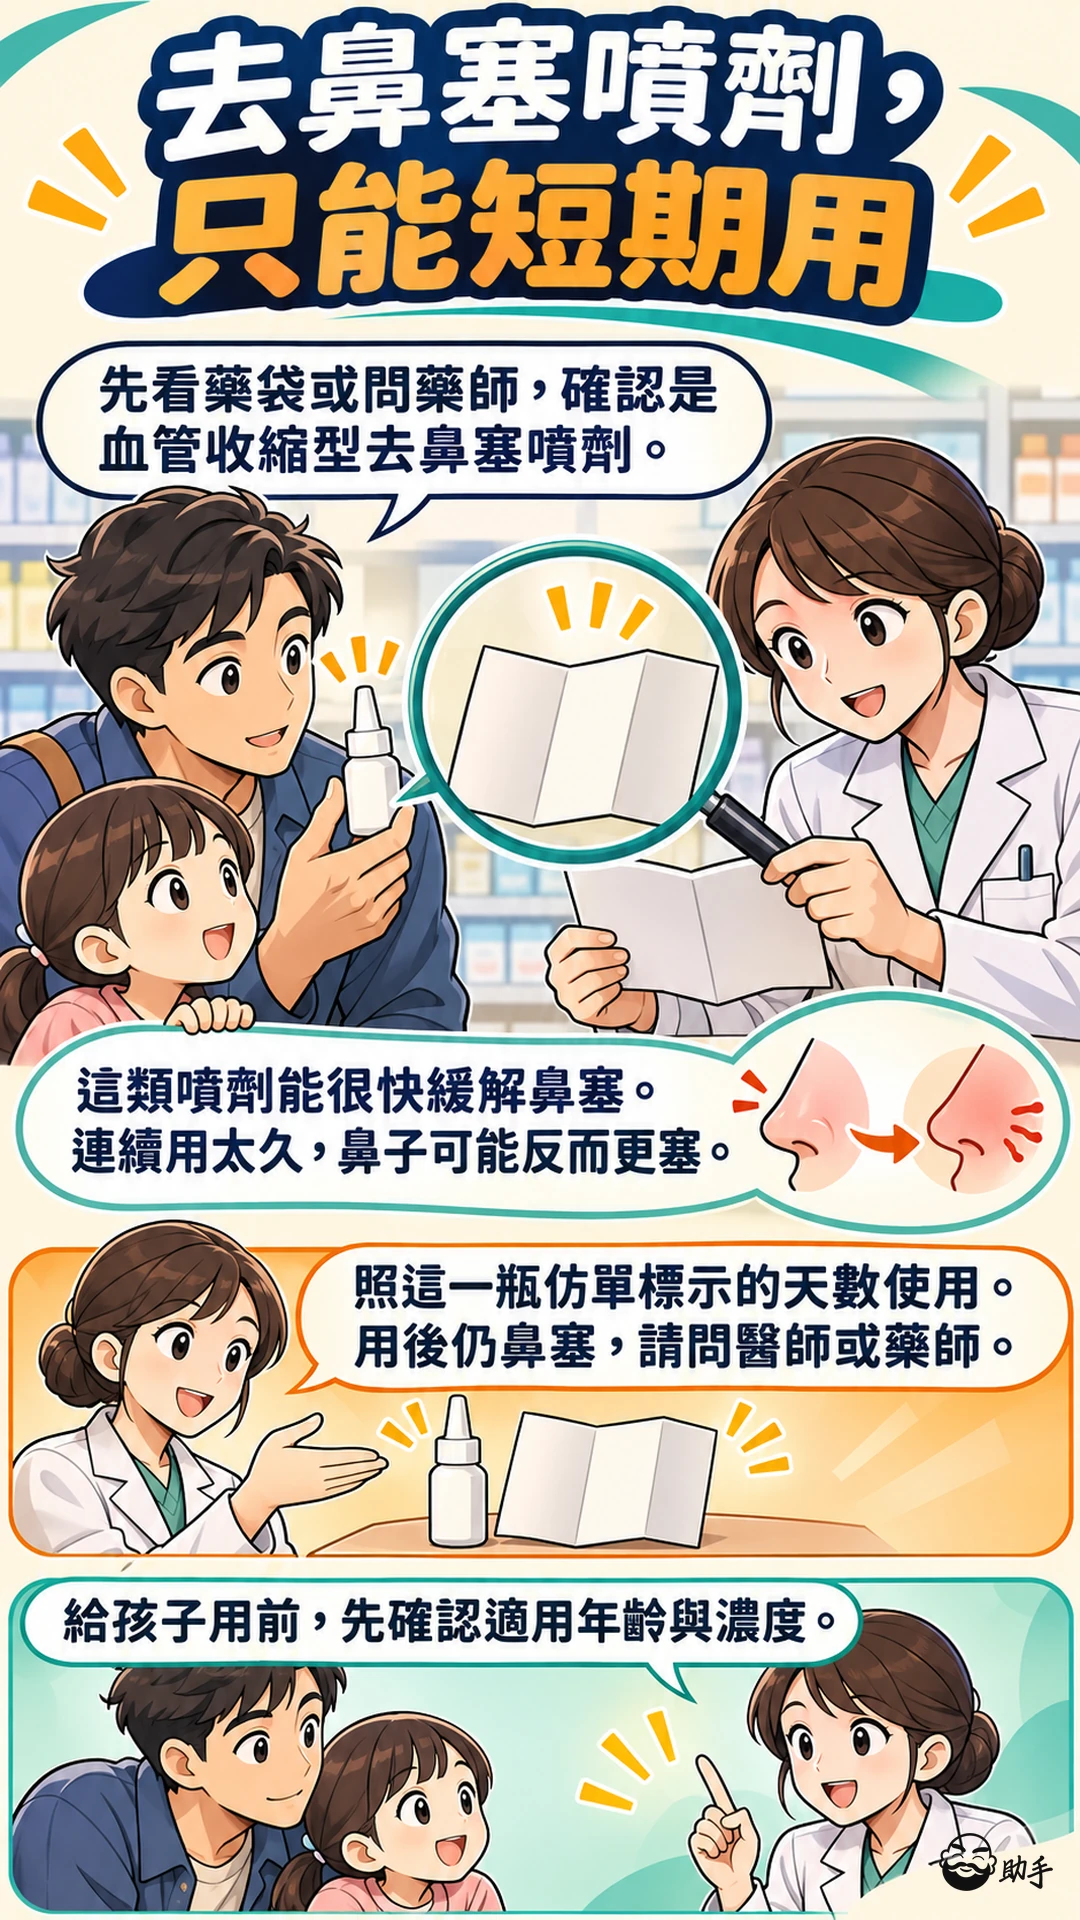 去鼻塞噴劑，
只能短期用
先看藥袋或問藥師，確認是
血管收縮型去鼻塞噴劑。
這類噴劑能很快緩解鼻塞。
連續用太久，鼻子可能反而更塞。
照這一瓶仿單標示的天數使用。
用後仍鼻塞，請問醫師或藥師。
給孩子用前，先確認適用年齡與濃度。
助手